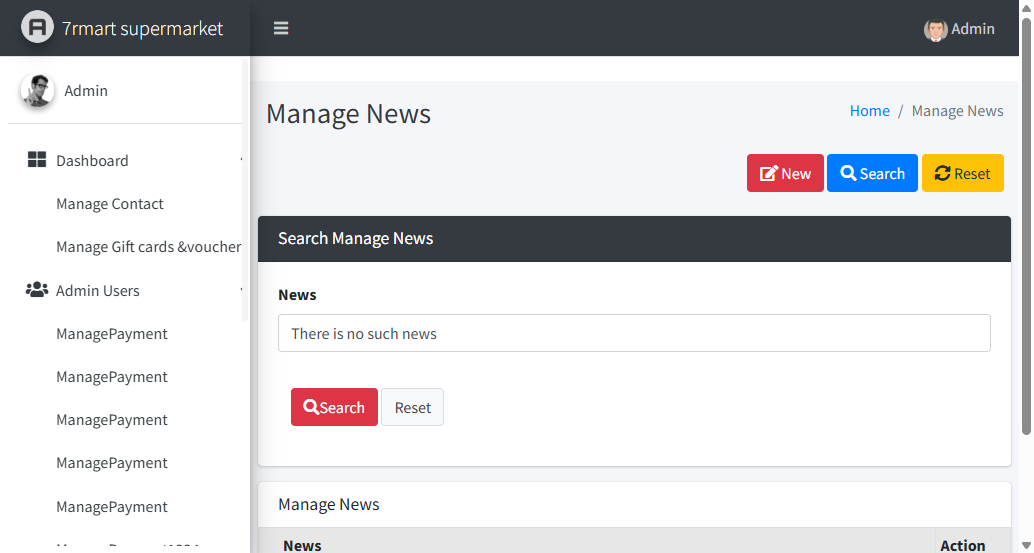 7rmart supermarket
Admin
Admin
Dashboard
Manage Contact
Manage Gift cards &voucher
Admin Users
ManagePayment
ManagePayment
ManagePayment
ManagePayment
ManagePayment
Manage News
Home / Manage News
New Search Reset
Search Manage News
News
There is no such news
Search Reset
Manage News
News Action